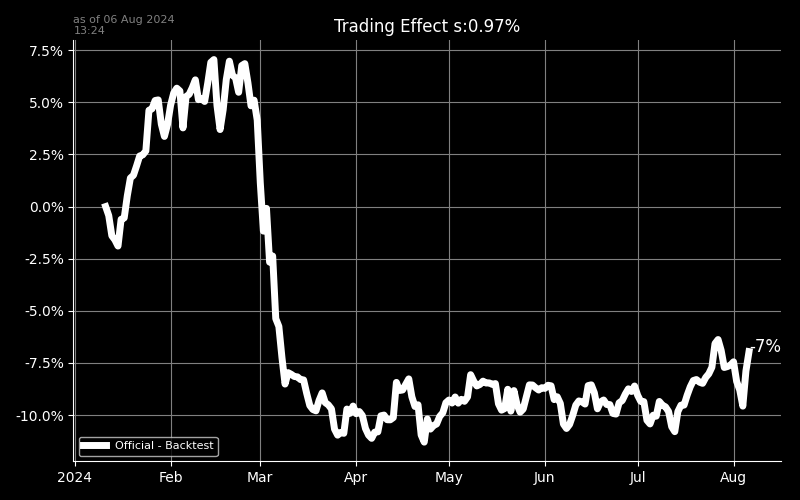 as of 06 Aug 2024
13:24
Trading Effect s:0.97%
7.5%
5.0%
2.5%
0.0%
-2.5%
-5.0%
-7.5%
-10.0%
-7%
Official - Backtest
2024 Feb Mar Apr May Jun Jul Aug